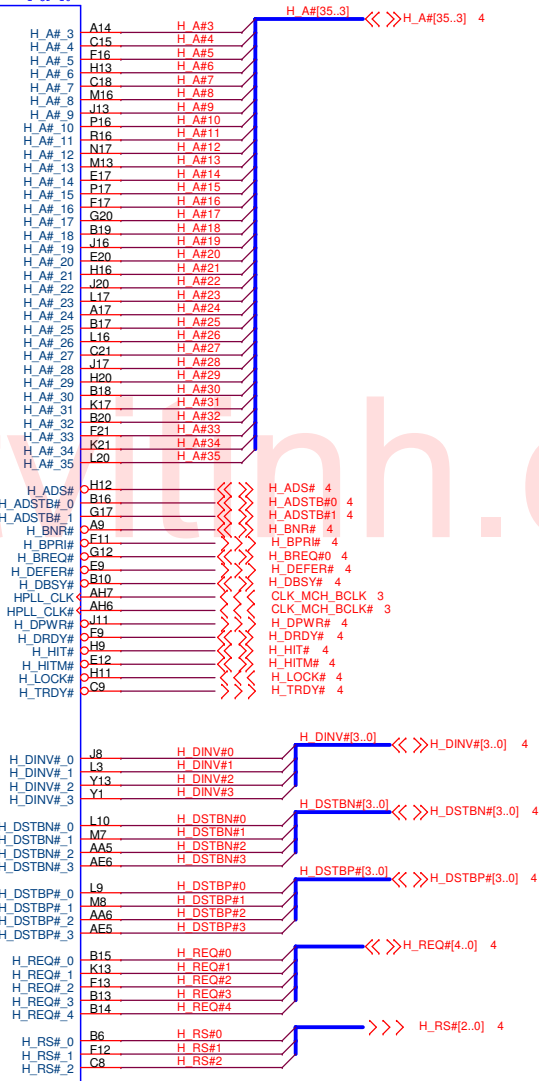 H_A#[35..3] H_A#[35..3] 4
H_A#_3 A14 H_A#3
H_A#_4 C15 H_A#4
H_A#_5 F16 H_A#5
H_A#_6 H13 H_A#6
H_A#_7 C18 H_A#7
H_A#_8 M16 H_A#8
H_A#_9 J13 H_A#9
H_A#_10 P16 H_A#10
H_A#_11 R16 H_A#11
H_A#_12 N17 H_A#12
H_A#_13 M13 H_A#13
H_A#_14 E17 H_A#14
H_A#_15 P17 H_A#15
H_A#_16 F17 H_A#16
H_A#_17 G20 H_A#17
H_A#_18 B19 H_A#18
H_A#_19 J16 H_A#19
H_A#_20 E20 H_A#20
H_A#_21 H16 H_A#21
H_A#_22 J20 H_A#22
H_A#_23 L17 H_A#23
H_A#_24 A17 H_A#24
H_A#_25 B17 H_A#25
H_A#_26 L16 H_A#26
H_A#_27 C21 H_A#27
H_A#_28 J17 H_A#28
H_A#_29 H20 H_A#29
H_A#_30 B18 H_A#30
H_A#_31 K17 H_A#31
H_A#_32 B20 H_A#32
H_A#_33 F21 H_A#33
H_A#_34 K21 H_A#34
H_A#_35 L20 H_A#35
vitinh.c
H_ADS# H12 H_ADS# 4
H_ADSTB#_0 B16 H_ADSTB#0 4
H_ADSTB#_1 G17 H_ADSTB#1 4
H_BNR# A9 H_BNR# 4
H_BPRI# F11 H_BPRI# 4
H_BREQ# G12 H_BREQ#0 4
H_DEFER# E9 H_DEFER# 4
H_DBSY# B10 H_DBSY# 4
HPLL_CLK AH7 CLK_MCH_BCLK 3
HPLL_CLK# AH6 CLK_MCH_BCLK# 3
H_DPWR# J11 H_DPWR# 4
H_DRDY# F9 H_DRDY# 4
H_HIT# H9 H_HIT# 4
H_HITM# E12 H_HITM# 4
H_LOCK# H11 H_LOCK# 4
H_TRDY# C9 H_TRDY# 4
H_DINV#[3..0] H_DINV#[3..0] 4
H_DINV#_0 J8 H_DINV#0
H_DINV#_1 L3 H_DINV#1
H_DINV#_2 Y13 H_DINV#2
H_DINV#_3 Y1 H_DINV#3
H_DSTBN#[3..0] H_DSTBN#[3..0] 4
H_DSTBN#_0 L10 H_DSTBN#0
H_DSTBN#_1 M7 H_DSTBN#1
H_DSTBN#_2 AA5 H_DSTBN#2
H_DSTBN#_3 AE6 H_DSTBN#3
H_DSTBP#[3..0] H_DSTBP#[3..0] 4
H_DSTBP#_0 L9 H_DSTBP#0
H_DSTBP#_1 M8 H_DSTBP#1
H_DSTBP#_2 AA6 H_DSTBP#2
H_DSTBP#_3 AE5 H_DSTBP#3
H_REQ#[4..0] 4
H_REQ#_0 B15 H_REQ#0
H_REQ#_1 K13 H_REQ#1
H_REQ#_2 F13 H_REQ#2
H_REQ#_3 B13 H_REQ#3
H_REQ#_4 B14 H_REQ#4
H_RS#[2..0] 4
H_RS#_0 B6 H_RS#0
H_RS#_1 F12 H_RS#1
H_RS#_2 C8 H_RS#2